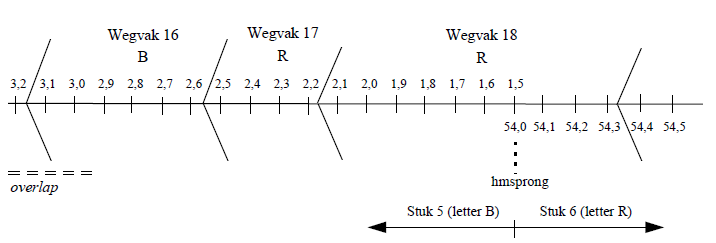 Wegvak 16 Wegvak 17 Wegvak 18
B R R
3,2 3,1 3,0 2,9 2,8 2,7 2,6 2,5 2,4 2,3 2,2 2,1 2,0 1,9 1,8 1,7 1,6 1,5
54,0 54,1 54,2 54,3 54,4 54,5
overlap
hmsprong
Stuk 5 (letter B) Stuk 6 (letter R)